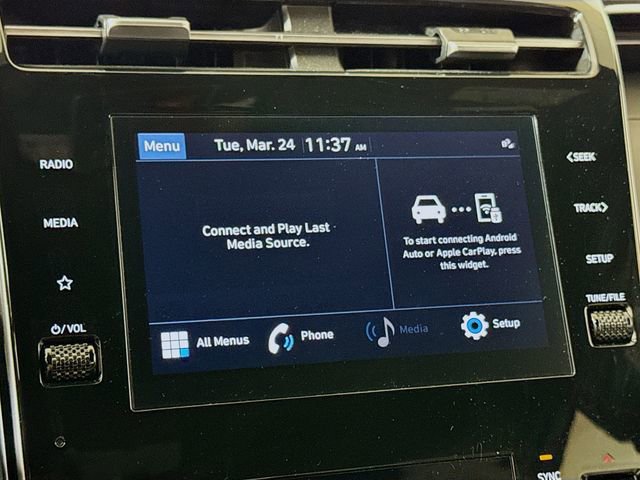 Menu
Tue, Mar. 24 11:37 AM
RADIO
MEDIA
⏻/VOL
Connect and Play Last
Media Source.
To start connecting Android
Auto or Apple CarPlay, press
this widget.
All Menus
Phone
Media
Setup
<SEEK
TRACK>
SETUP
TUNE/FILE
SYNC